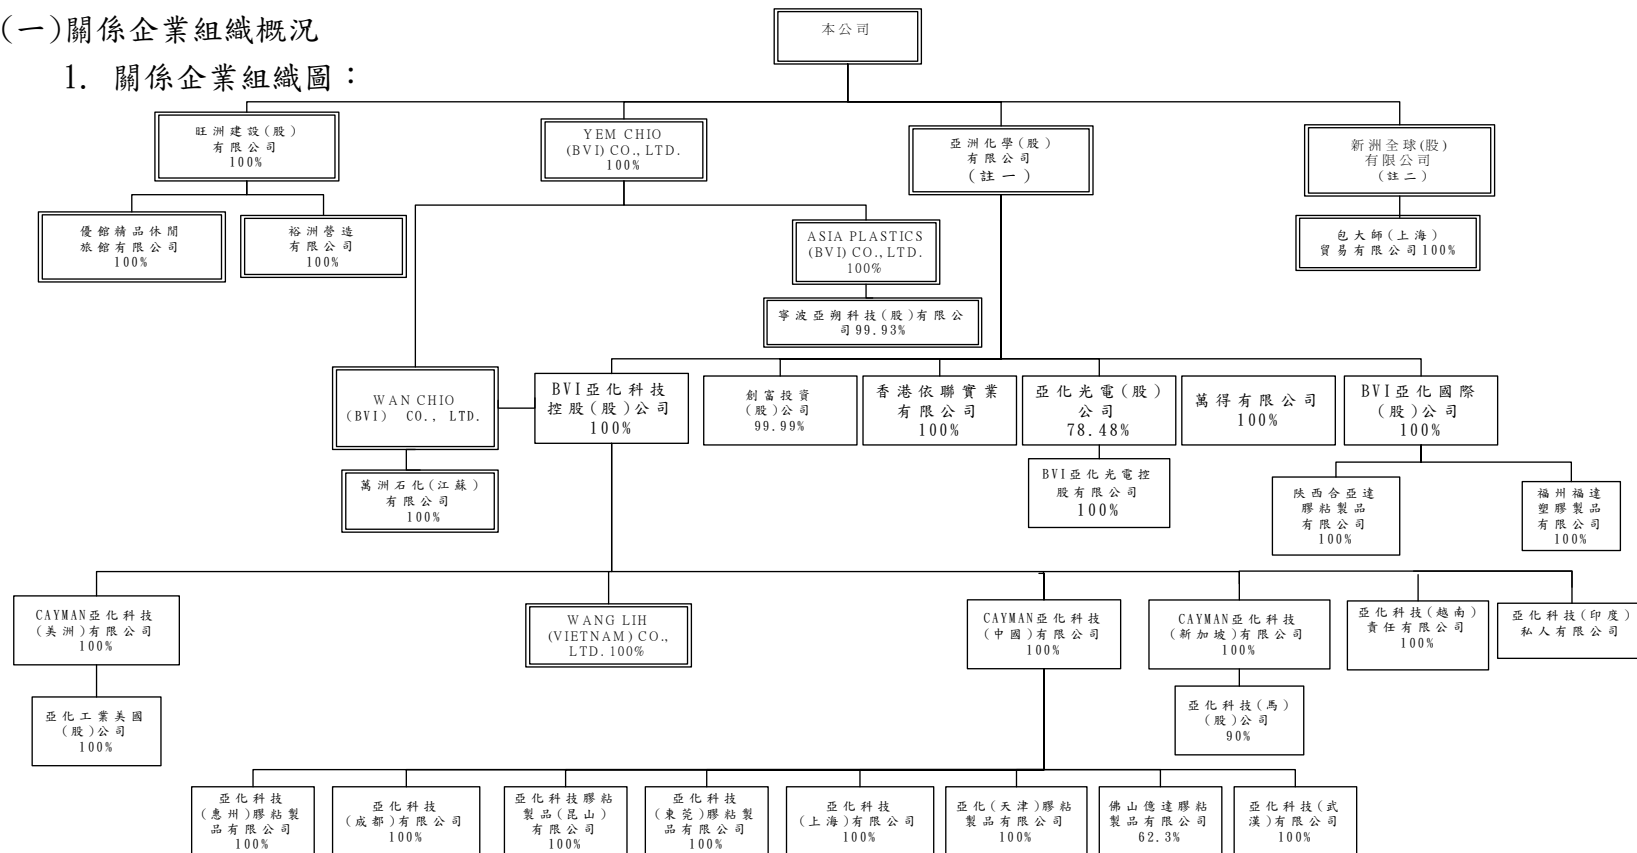 (一)關係企業組織概況
1. 關係企業組織圖：
本公司
旺洲建設(股)
有限公司
100%
YEM CHIO
(BVI) CO., LTD.
100%
亞洲化學(股)
有限公司
(註一)
新洲全球(股)
有限公司
(註二)
優館精品休閒
旅館有限公司
100%
裕洲營造
有限公司
100%
ASIA PLASTICS
(BVI) CO., LTD.
100%
包大師(上海)
貿易有限公司100%
寧波亞朔科技(股)有限公
司99.93%
WAN CHIO
(BVI) CO., LTD.
BVI亞化科技
控股(股)公司
100%
創富投資
(股)公司
99.99%
香港依聯實業
有限公司
100%
亞化光電(股)
公司
78.48%
萬得有限公司
100%
BVI亞化國際
(股)公司
100%
萬洲石化(江蘇)
有限公司
100%
BVI亞化光電控
股有限公司
100%
陝西合亞達
膠粘製品
有限公司
100%
福州福達
塑膠製品
有限公司
100%
CAYMAN亞化科技
(美洲)有限公司
100%
WANG LIH
(VIETNAM) CO.,
LTD. 100%
CAYMAN亞化科技
(中國)有限公司
100%
CAYMAN亞化科技
(新加坡)有限公司
100%
亞化科技(越南)
責任有限公司
100%
亞化科技(印度)
私人有限公司
亞化工業美國
(股)公司
100%
亞化科技(馬)
(股)公司
90%
亞化科技
(惠州)膠粘製
品有限公司
100%
亞化科技
(成都)有限公司
100%
亞化科技膠粘
製品(昆山)
有限公司
100%
亞化科技
(東莞)膠粘製
品有限公司
100%
亞化科技
(上海)有限公司
100%
亞化(天津)膠粘
製品有限公司
100%
佛山億達膠粘
製品有限公司
62.3%
亞化科技(武
漢)有限公司
100%